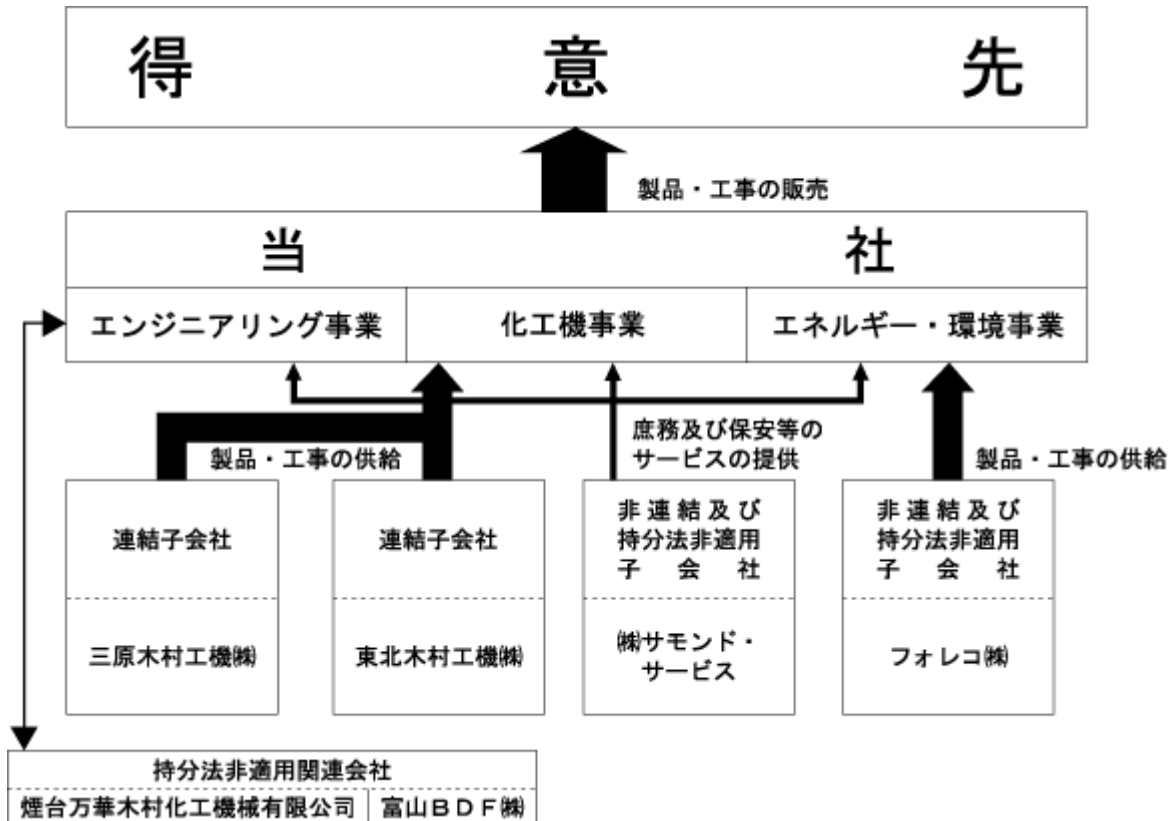 得意先
製品・工事の販売
当社
エンジニアリング事業
化工機事業
エネルギー・環境事業
製品・工事の供給
庶務及び保安等の
サービスの提供
製品・工事の供給
連結子会社
三原木村工機㈱
連結子会社
東北木村工機㈱
非連結及び
持分法非適用
子会社
㈱サモンド・
サービス
非連結及び
持分法非適用
子会社
フォレコ㈱
持分法非適用関連会社
煙台万華木村化工機械有限公司
富山ＢＤＦ㈱